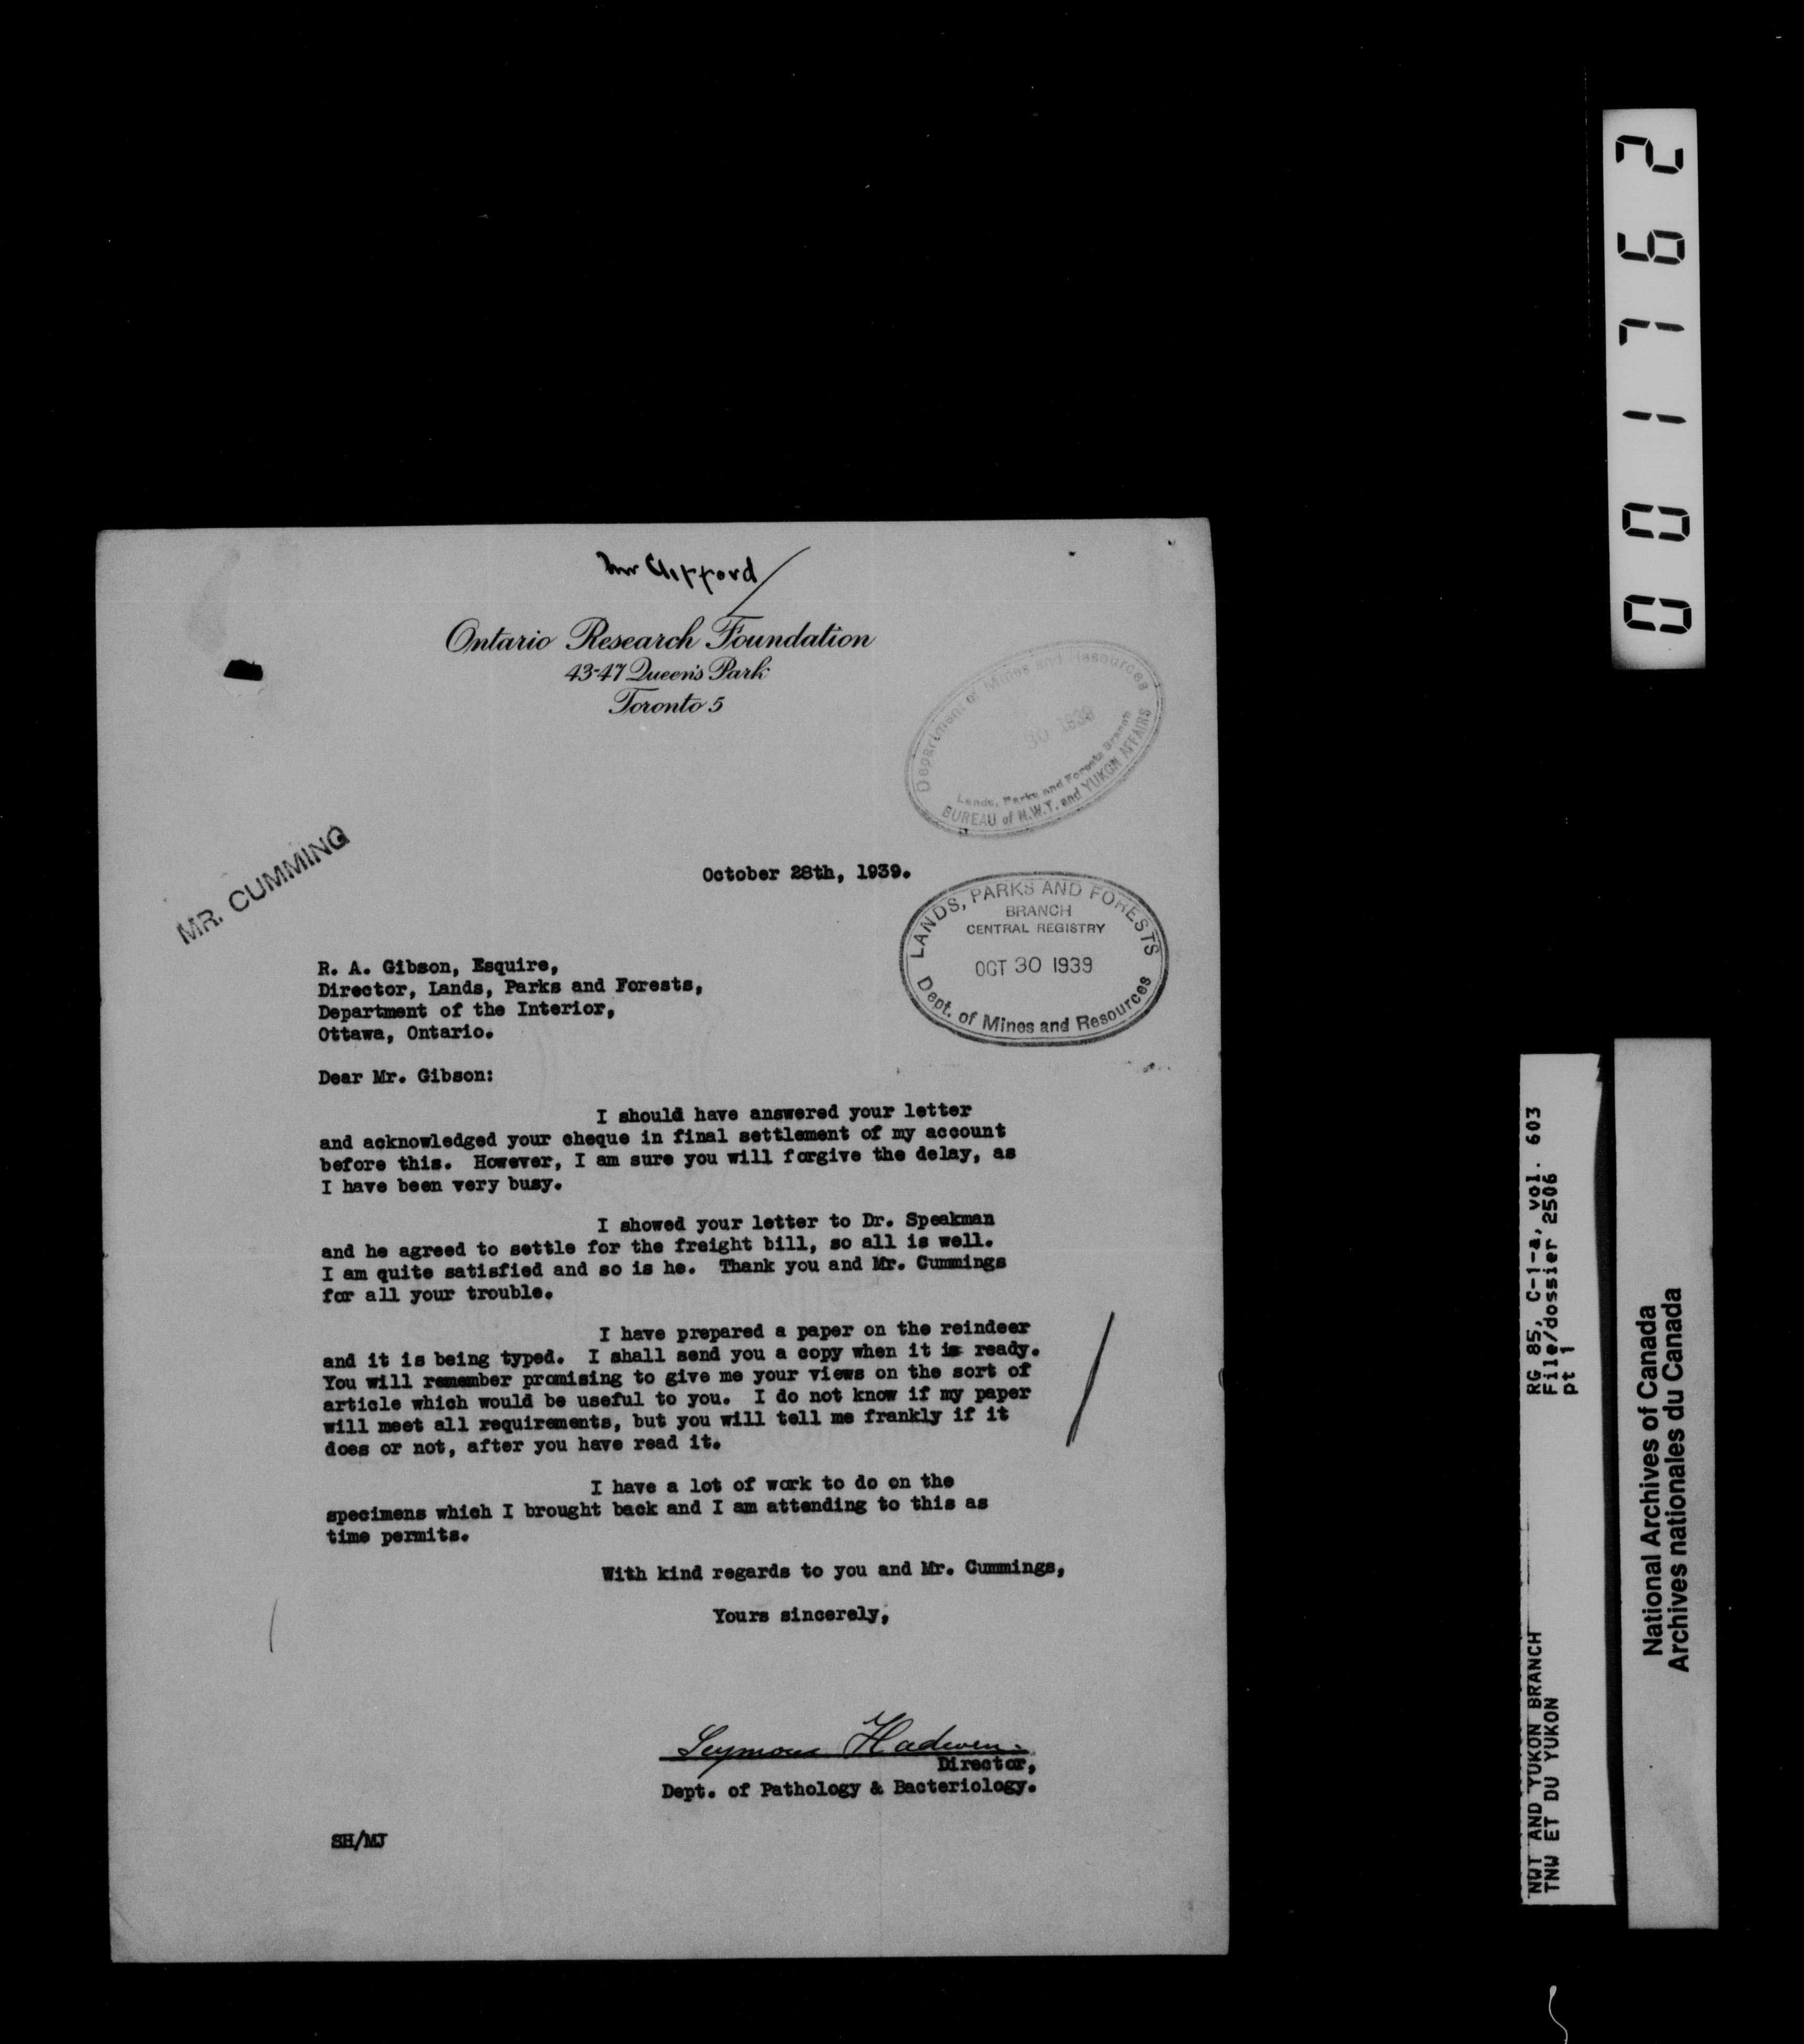 Mr Clifford
Ontario Research Foundation
43-47 Queen's Park
Toronto 5
Department of Mines and Resources
30 1939
Lands, Parks and Forests Branch
BUREAU of N.W.T. and YUKON AFFAIRS
MR. CUMMING
October 28th, 1939.
LANDS, PARKS AND FORESTS
BRANCH
CENTRAL REGISTRY
OCT 30 1939
Dept. of Mines and Resources
R. A. Gibson, Esquire,
Director, Lands, Parks and Forests,
Department of the Interior,
Ottawa, Ontario.
Dear Mr. Gibson:
I should have answered your letter
and acknowledged your cheque in final settlement of my account
before this. However, I am sure you will forgive the delay, as
I have been very busy.
I showed your letter to Dr. Speakman
and he agreed to settle for the freight bill, so all is well.
I am quite satisfied and so is he. Thank you and Mr. Cummings
for all your trouble.
I have prepared a paper on the reindeer
and it is being typed. I shall send you a copy when it is ready.
You will remember promising to give me your views on the sort of
article which would be useful to you. I do not know if my paper
will meet all requirements, but you will tell me frankly if it
does or not, after you have read it.
I have a lot of work to do on the
specimens which I brought back and I am attending to this as
time permits.
With kind regards to you and Mr. Cummings,
Yours sincerely,
Seymour Hadwen.
Director,
Dept. of Pathology & Bacteriology.
SH/MJ
001762
RG 85, C-1-a, vol. 603
File/dossier 2506
pt 1
NWT AND YUKON BRANCH
TNW ET DU YUKON
National Archives of Canada
Archives nationales du Canada